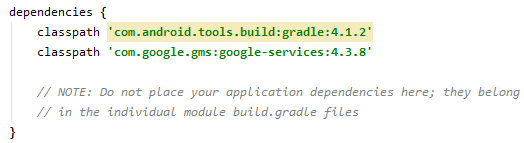 dependencies {
classpath 'com.android.tools.build:gradle:4.1.2'
classpath 'com.google.gms:google-services:4.3.8'
// NOTE: Do not place your application dependencies here; they belong
// in the individual module build.gradle files
}